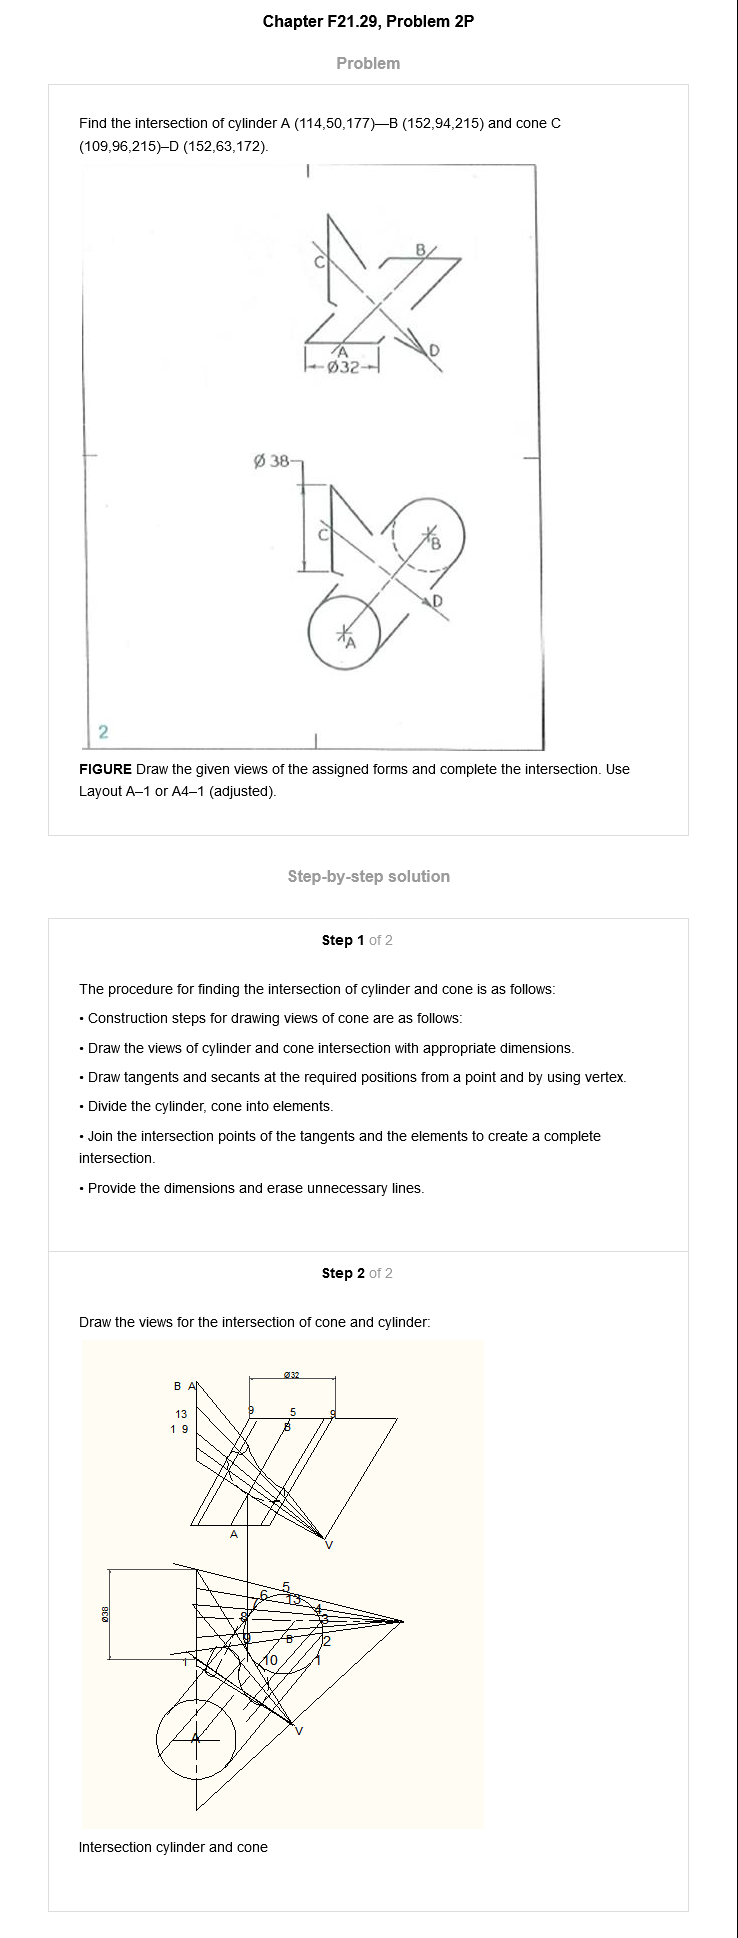 Chapter F21.29, Problem 2P
Problem
Find the intersection of cylinder A (114,50,177)—B (152,94,215) and cone C
(109,96,215)–D (152,63,172).
B
C
A
D
Ø32
Ø 38
C
B
D
A
2
FIGURE Draw the given views of the assigned forms and complete the intersection. Use
Layout A–1 or A4–1 (adjusted).
Step-by-step solution
Step 1 of 2
The procedure for finding the intersection of cylinder and cone is as follows:
• Construction steps for drawing views of cone are as follows:
• Draw the views of cylinder and cone intersection with appropriate dimensions.
• Draw tangents and secants at the required positions from a point and by using vertex.
• Divide the cylinder, cone into elements.
• Join the intersection points of the tangents and the elements to create a complete
intersection.
• Provide the dimensions and erase unnecessary lines.
Step 2 of 2
Draw the views for the intersection of cone and cylinder:
Ø32
B A
9 5 9
13
B
1 9
A
V
Ø38
5
6
13
7
4
8
3
9
B
2
1
10
1
V
A
Intersection cylinder and cone